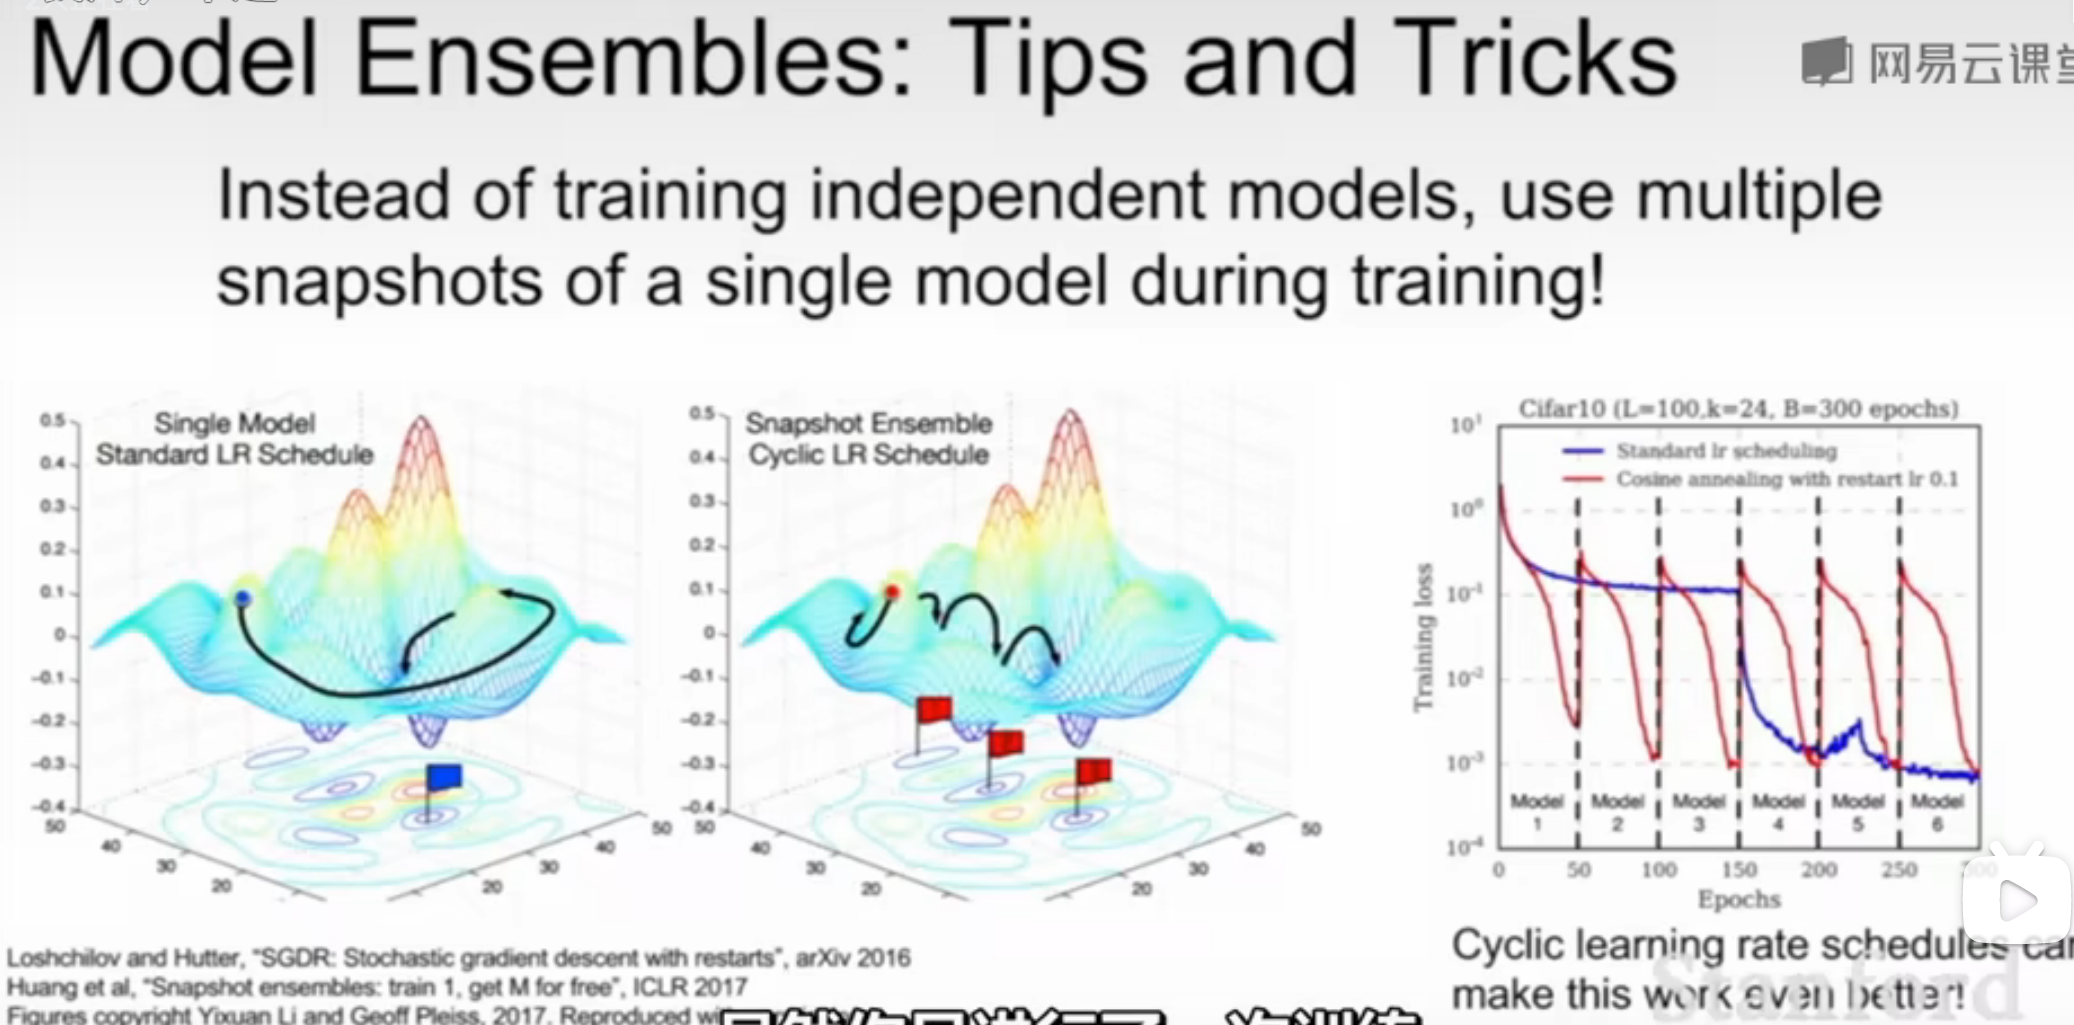 Model Ensembles: Tips and Tricks
网易云课堂
Instead of training independent models, use multiple
snapshots of a single model during training!
Single Model
Standard LR Schedule
0.5
0.4
0.3
0.2
0.1
0
-0.1
-0.2
-0.3
-0.4
50
40
30
20
20
30
40
50
Snapshot Ensemble
Cyclic LR Schedule
0.5
0.4
0.3
0.2
0.1
0
-0.1
-0.2
-0.3
-0.4
50
40
30
20
20
30
40
50
Cifar10 (L=100,k=24, B=300 epochs)
Standard lr scheduling
Cosine annealing with restart lr 0.1
Training loss
10¹
10⁰
10⁻¹
10⁻²
10⁻³
10⁻⁴
Model 1
Model 2
Model 3
Model 4
Model 5
Model 6
0 50 100 150 200 250 300
Epochs
Cyclic learning rate schedules can
make this work even better!
Stanford
Loshchilov and Hutter, "SGDR: Stochastic gradient descent with restarts", arXiv 2016
Huang et al, "Snapshot ensembles: train 1, get M for free", ICLR 2017
Figures copyright Yixuan Li and Geoff Pleiss, 2017. Reproduced